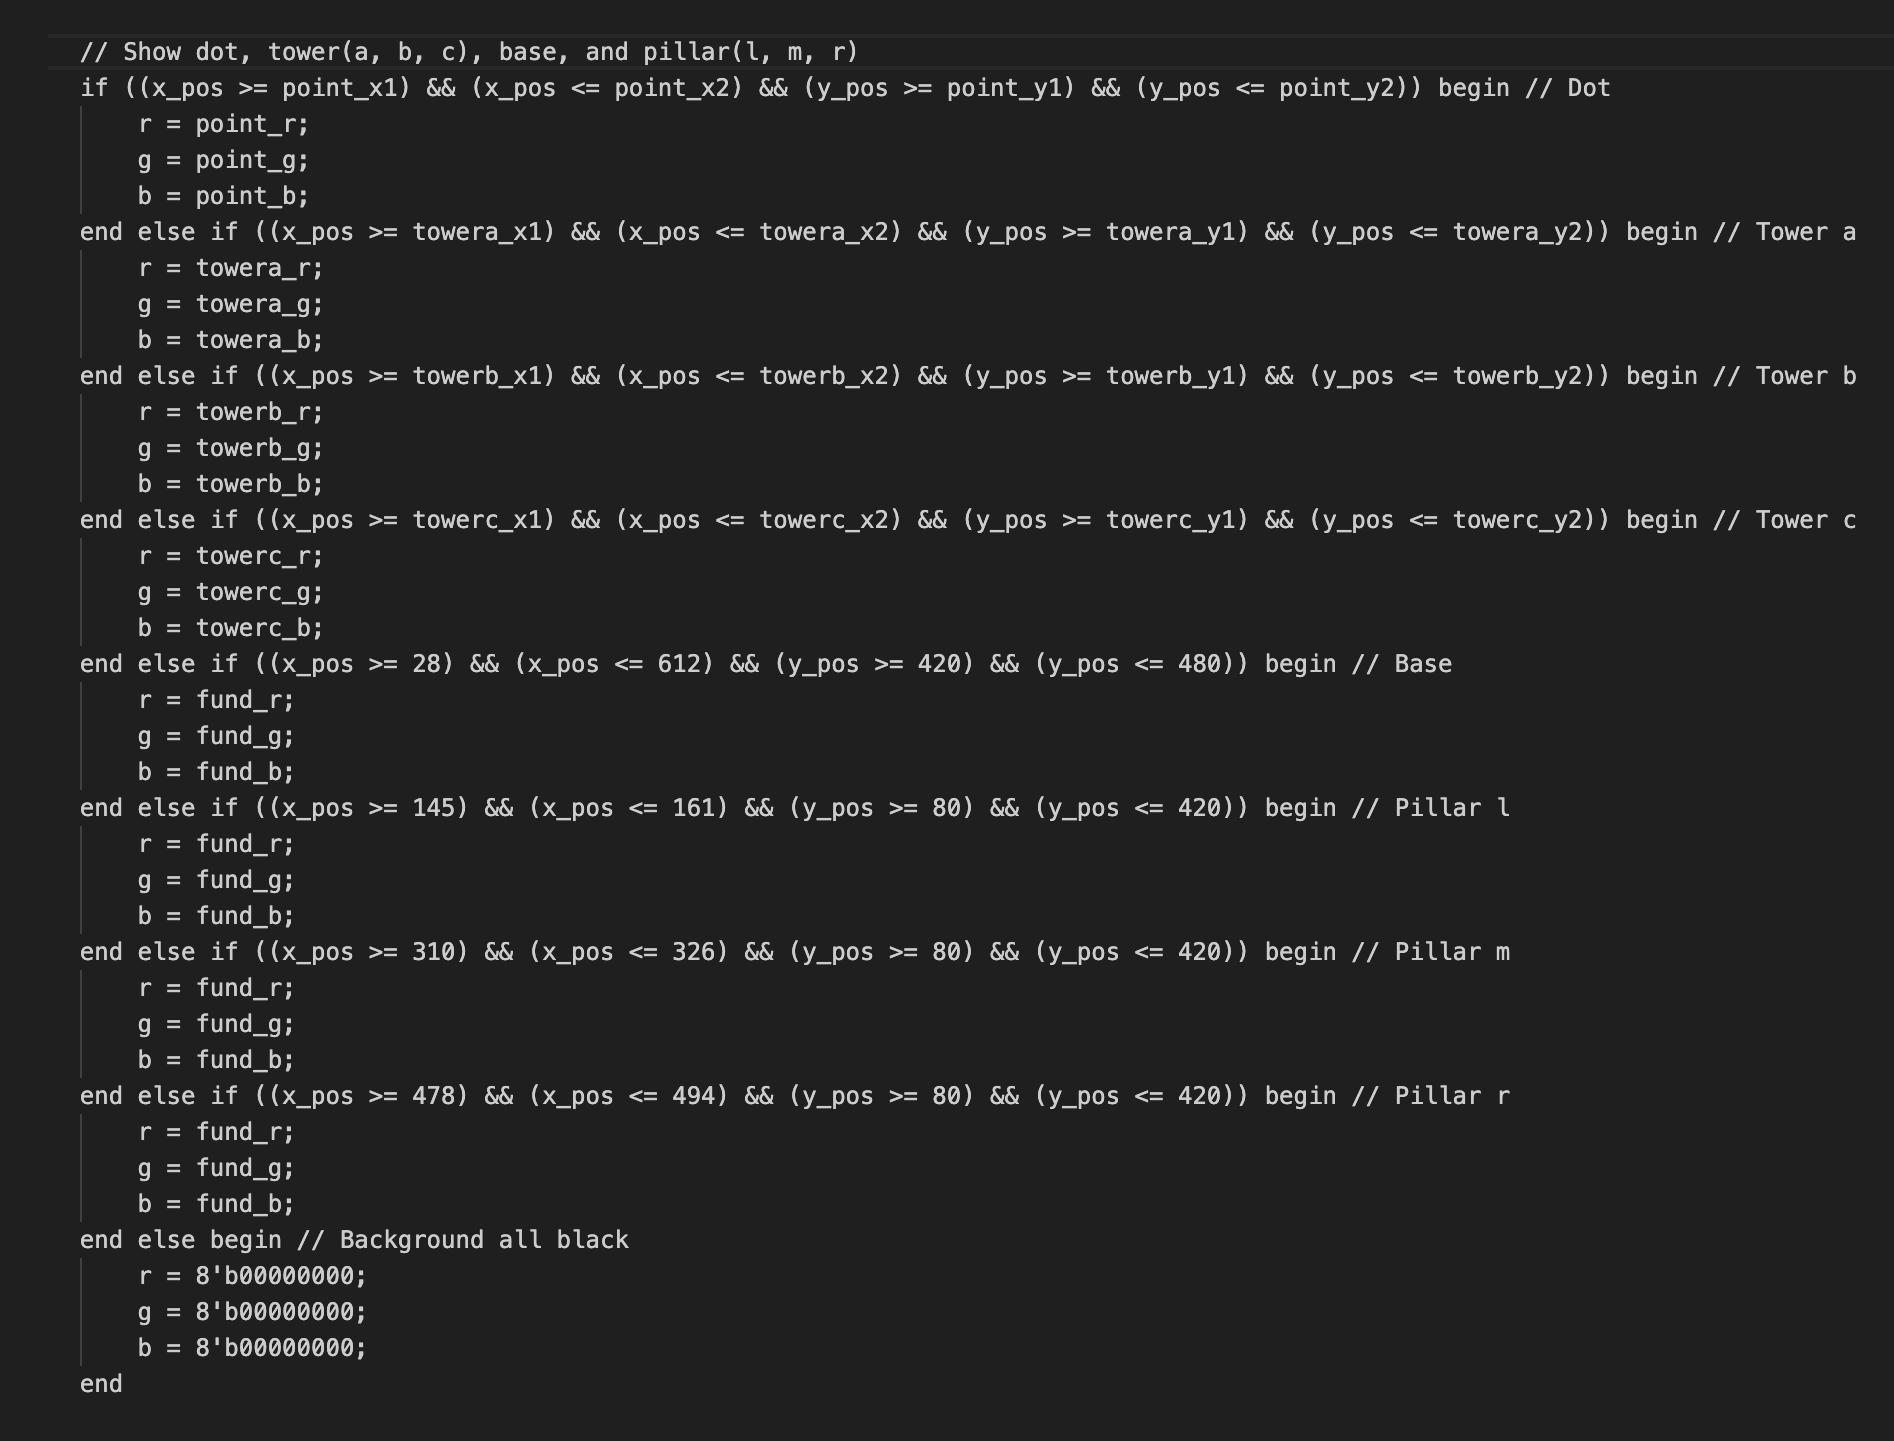 // Show dot, tower(a, b, c), base, and pillar(l, m, r)
if ((x_pos >= point_x1) && (x_pos <= point_x2) && (y_pos >= point_y1) && (y_pos <= point_y2)) begin // Dot
    r = point_r;
    g = point_g;
    b = point_b;
end else if ((x_pos >= towera_x1) && (x_pos <= towera_x2) && (y_pos >= towera_y1) && (y_pos <= towera_y2)) begin // Tower a
    r = towera_r;
    g = towera_g;
    b = towera_b;
end else if ((x_pos >= towerb_x1) && (x_pos <= towerb_x2) && (y_pos >= towerb_y1) && (y_pos <= towerb_y2)) begin // Tower b
    r = towerb_r;
    g = towerb_g;
    b = towerb_b;
end else if ((x_pos >= towerc_x1) && (x_pos <= towerc_x2) && (y_pos >= towerc_y1) && (y_pos <= towerc_y2)) begin // Tower c
    r = towerc_r;
    g = towerc_g;
    b = towerc_b;
end else if ((x_pos >= 28) && (x_pos <= 612) && (y_pos >= 420) && (y_pos <= 480)) begin // Base
    r = fund_r;
    g = fund_g;
    b = fund_b;
end else if ((x_pos >= 145) && (x_pos <= 161) && (y_pos >= 80) && (y_pos <= 420)) begin // Pillar l
    r = fund_r;
    g = fund_g;
    b = fund_b;
end else if ((x_pos >= 310) && (x_pos <= 326) && (y_pos >= 80) && (y_pos <= 420)) begin // Pillar m
    r = fund_r;
    g = fund_g;
    b = fund_b;
end else if ((x_pos >= 478) && (x_pos <= 494) && (y_pos >= 80) && (y_pos <= 420)) begin // Pillar r
    r = fund_r;
    g = fund_g;
    b = fund_b;
end else begin // Background all black
    r = 8'b00000000;
    g = 8'b00000000;
    b = 8'b00000000;
end